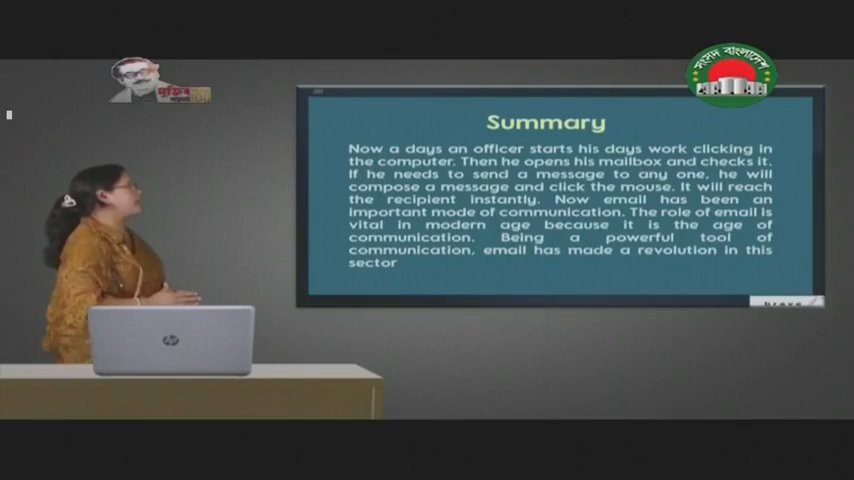 সংসদ বাংলাদেশ
মুজিব
100
Summary
Now a days an officer starts his days work clicking in
the computer. Then he opens his mailbox and checks it.
If he needs to send a message to any one, he will
compose a message and click the mouse. It will reach
the recipient instantly. Now email has been an
important mode of communication. The role of email is
vital in modern age because it is the age of
communication. Being a powerful tool of
communication, email has made a revolution in this
sector
hp